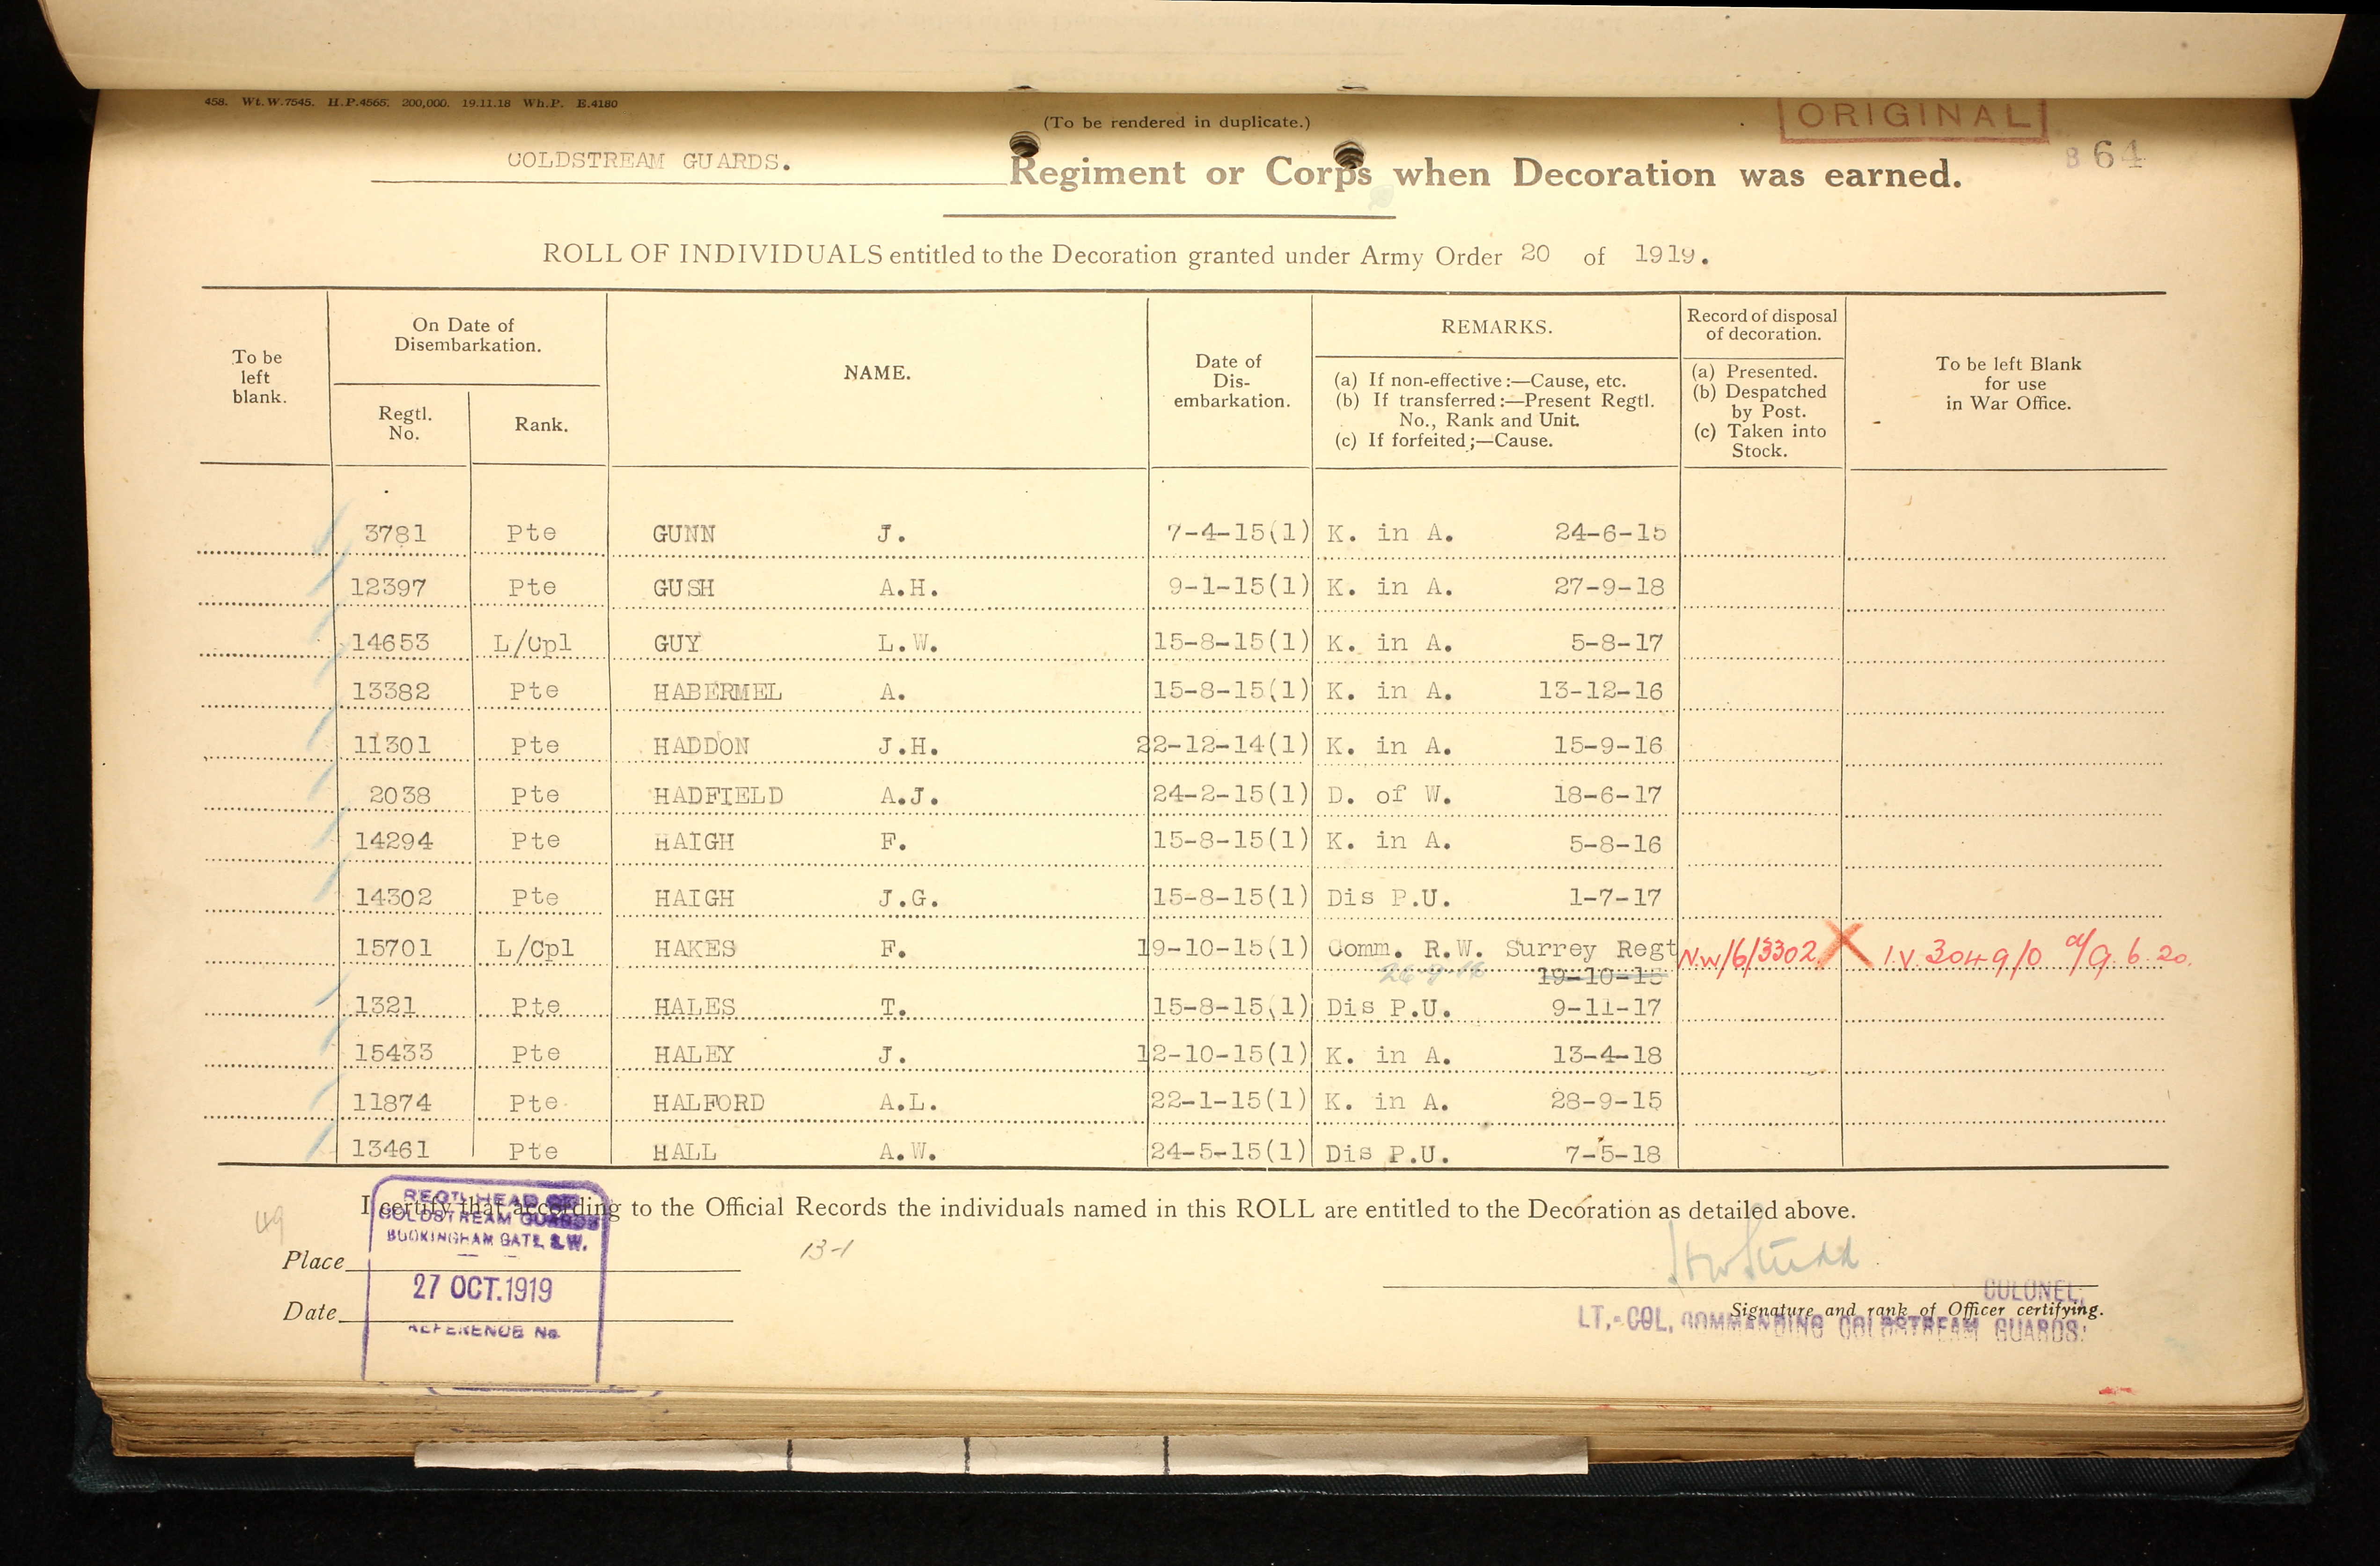 458. Wt.W.7545. H.P.4565. 200,000. 19.11.18 Wh.P. E.4180
(To be rendered in duplicate.)
ORIGINAL
COLDSTREAM GUARDS. Regiment or Corps when Decoration was earned.
B 64
ROLL OF INDIVIDUALS entitled to the Decoration granted under Army Order 20 of 1919.
To be left blank.
On Date of Disembarkation.
Regtl. No.
Rank.
NAME.
Date of Dis-embarkation.
REMARKS.
(a) If non-effective :—Cause, etc.
(b) If transferred :—Present Regtl. No., Rank and Unit.
(c) If forfeited ;—Cause.
Record of disposal of decoration.
(a) Presented.
(b) Despatched by Post.
(c) Taken into Stock.
To be left Blank for use in War Office.
3781 Pte GUNN J. 7-4-15(1) K. in A. 24-6-15
12397 Pte GUSH A.H. 9-1-15(1) K. in A. 27-9-18
14653 L/Cpl GUY L.W. 15-8-15(1) K. in A. 5-8-17
13382 Pte HABERMEL A. 15-8-15(1) K. in A. 13-12-16
11301 Pte HADDON J.H. 22-12-14(1) K. in A. 15-9-16
2038 Pte HADFIELD A.J. 24-2-15(1) D. of W. 18-6-17
14294 Pte HAIGH F. 15-8-15(1) K. in A. 5-8-16
14302 Pte HAIGH J.G. 15-8-15(1) Dis P.U. 1-7-17
15701 L/Cpl HAKES F. 19-10-15(1) Comm. R.W. Surrey Regt NW/6/3302 X I.V. 3049/0 d/9.6.20.
19-10-15
1321 Pte HALES T. 15-8-15(1) Dis P.U. 9-11-17
15433 Pte HALEY J. 12-10-15(1) K. in A. 13-4-18
11874 Pte HALFORD A.L. 22-1-15(1) K. in A. 28-9-15
13461 Pte HALL A.W. 24-5-15(1) Dis P.U. 7-5-18
I certify that according to the Official Records the individuals named in this ROLL are entitled to the Decoration as detailed above.
REGTL HEAD QRS
COLDSTREAM GUARDS
BUCKINGHAM GATE S.W.
49
13-1
Place
27 OCT. 1919
Date
REFERENCE No.
COLONEL,
Signature and rank of Officer certifying.
LT.-COL. COMMANDING COLDSTREAM GUARDS.